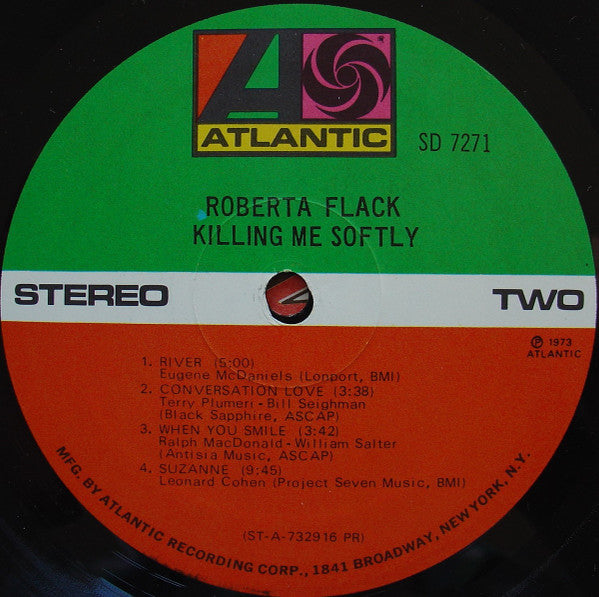 ATLANTIC
SD 7271
ROBERTA FLACK
KILLING ME SOFTLY
STEREO
TWO
℗ 1973
ATLANTIC
1. RIVER (5:00)
Eugene McDaniels (Lonport, BMI)
2. CONVERSATION LOVE (3:38)
Terry Plumeri - Bill Seighman
(Black Sapphire, ASCAP)
3. WHEN YOU SMILE (3:42)
Ralph MacDonald - William Salter
(Antisia Music, ASCAP)
4. SUZANNE (9:45)
Leonard Cohen (Project Seven Music, BMI)
(ST-A-732916 PR)
MFG. BY ATLANTIC RECORDING CORP., 1841 BROADWAY, NEW YORK, N.Y.